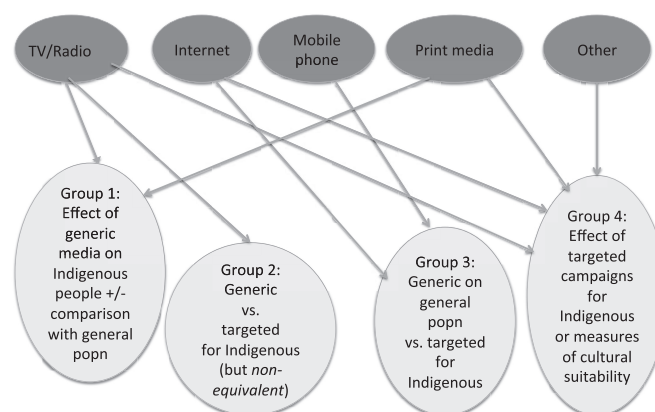 TV/Radio
Internet
Mobile
phone
Print media
Other
Group 1:
Effect of
generic
media on
Indigenous
people +/-
comparison
with general
popn
Group 2:
Generic
vs.
targeted
for Indigenous
(but non-
equivalent)
Group 3:
Generic on
general
popn
vs. targeted
for
Indigenous
Group 4:
Effect of
targeted
campaigns
for
Indigenous
or measures
of cultural
suitability